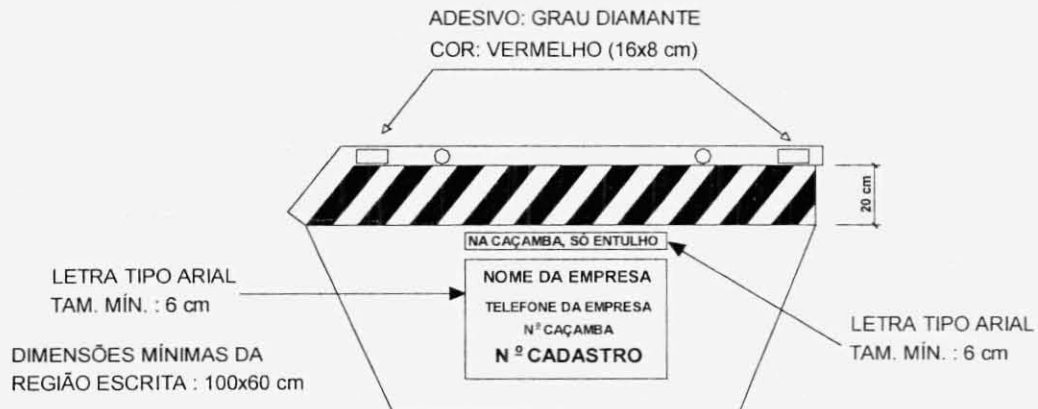 ADESIVO: GRAU DIAMANTE
COR: VERMELHO (16x8 cm)
20 cm
NA CAÇAMBA, SÓ ENTULHO
LETRA TIPO ARIAL
TAM. MÍN. : 6 cm
NOME DA EMPRESA
TELEFONE DA EMPRESA
Nº CAÇAMBA
Nº CADASTRO
DIMENSÕES MÍNIMAS DA
REGIÃO ESCRITA : 100x60 cm
LETRA TIPO ARIAL
TAM. MÍN. : 6 cm